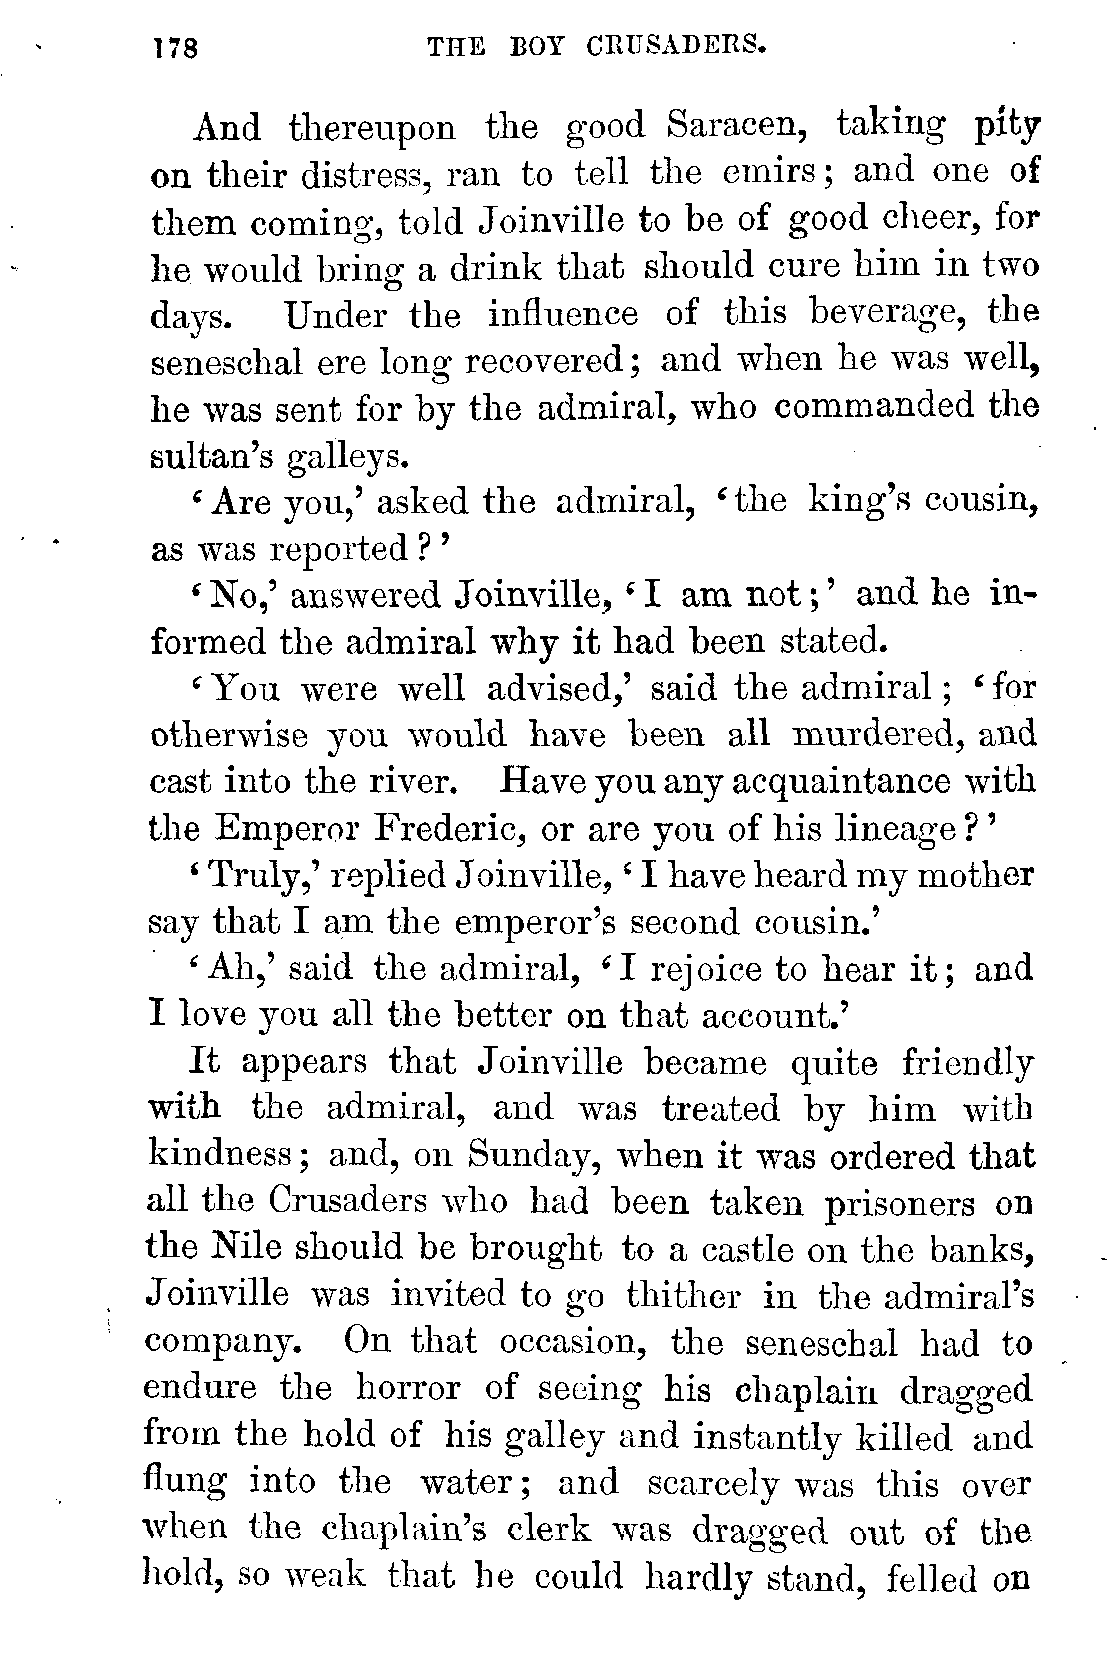 178 THE BOY CRUSADERS.
And thereupon the good Saracen, taking pity
on their distress, ran to tell the emirs; and one of
them coming, told Joinville to be of good cheer, for
he would bring a drink that should cure him in two
days. Under the influence of this beverage, the
seneschal ere long recovered; and when he was well,
he was sent for by the admiral, who commanded the
sultan's galleys.
‘Are you,’ asked the admiral, ‘the king's cousin,
as was reported?’
‘No,’ answered Joinville, ‘I am not;’ and he in-
formed the admiral why it had been stated.
‘You were well advised,’ said the admiral; ‘for
otherwise you would have been all murdered, and
cast into the river. Have you any acquaintance with
the Emperor Frederic, or are you of his lineage?’
‘Truly,’ replied Joinville, ‘I have heard my mother
say that I am the emperor's second cousin.’
‘Ah,’ said the admiral, ‘I rejoice to hear it; and
I love you all the better on that account.’
It appears that Joinville became quite friendly
with the admiral, and was treated by him with
kindness; and, on Sunday, when it was ordered that
all the Crusaders who had been taken prisoners on
the Nile should be brought to a castle on the banks,
Joinville was invited to go thither in the admiral's
company. On that occasion, the seneschal had to
endure the horror of seeing his chaplain dragged
from the hold of his galley and instantly killed and
flung into the water; and scarcely was this over
when the chaplain's clerk was dragged out of the
hold, so weak that he could hardly stand, felled on